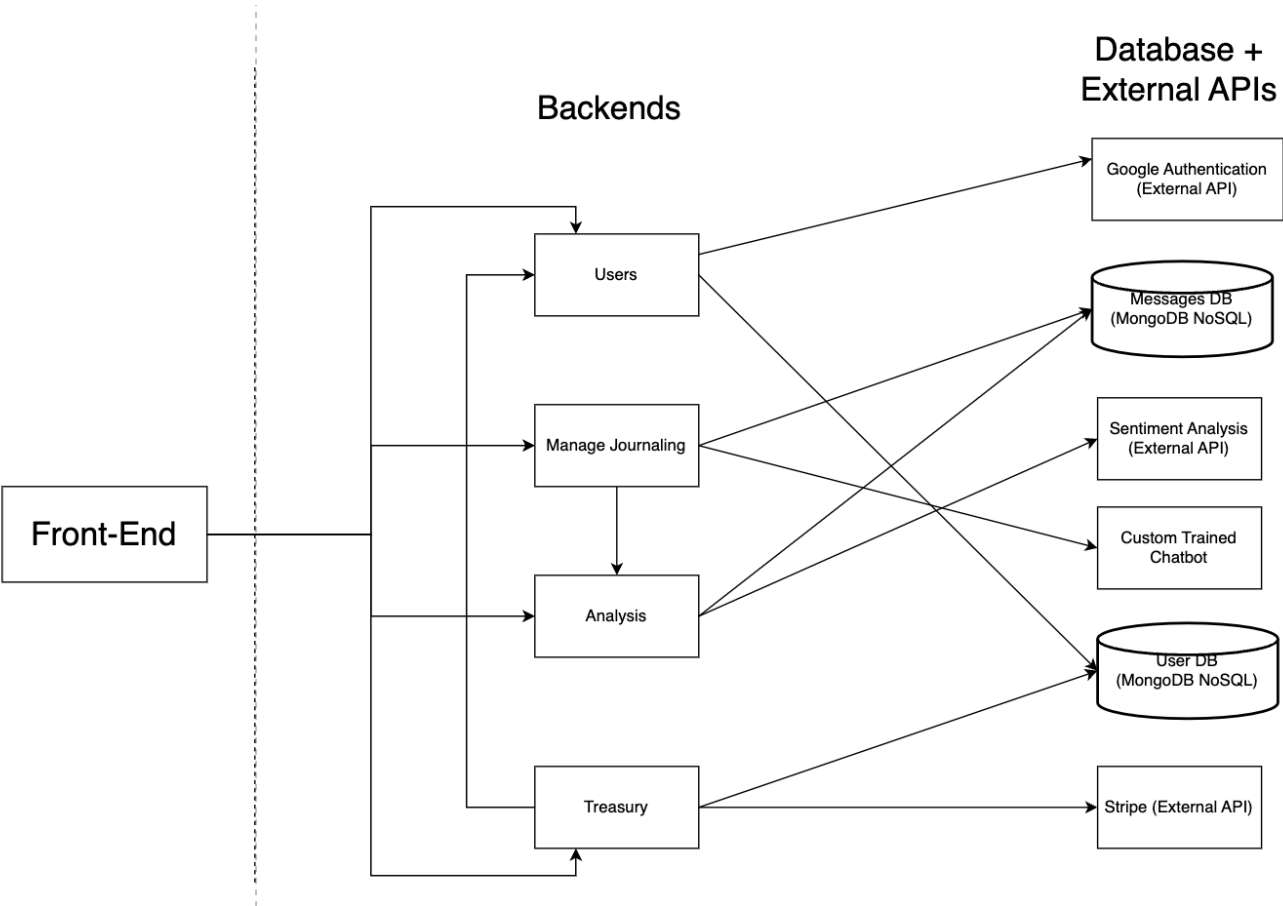 Database +
External APIs
Backends
Google Authentication
(External API)
Users
Messages DB
(MongoDB NoSQL)
Manage Journaling
Sentiment Analysis
(External API)
Front-End
Custom Trained
Chatbot
Analysis
User DB
(MongoDB NoSQL)
Treasury
Stripe (External API)